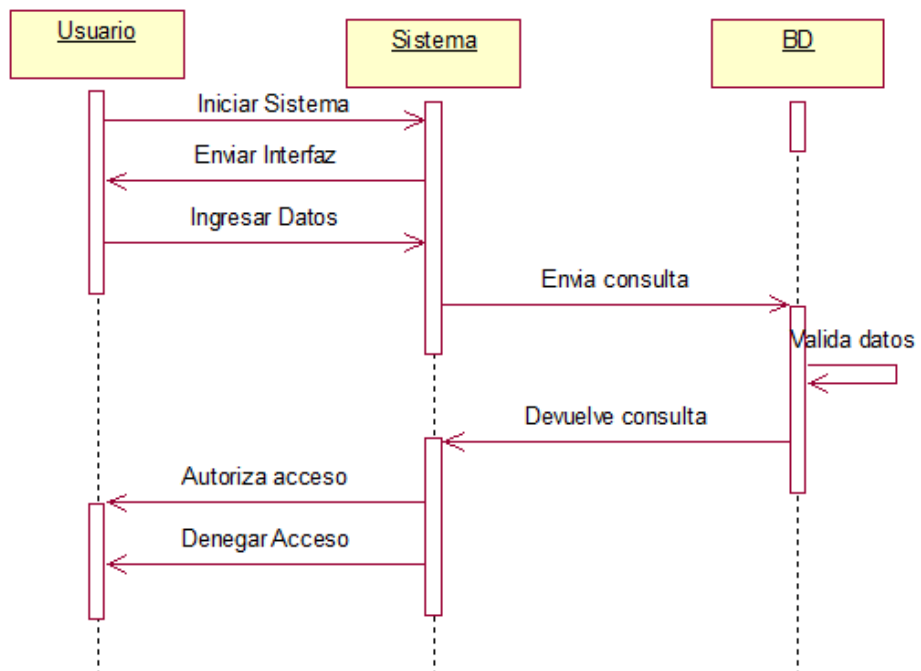 Usuario
Sistema
BD
Iniciar Sistema
Enviar Interfaz
Ingresar Datos
Envia consulta
Valida datos
Devuelve consulta
Autoriza acceso
Denegar Acceso